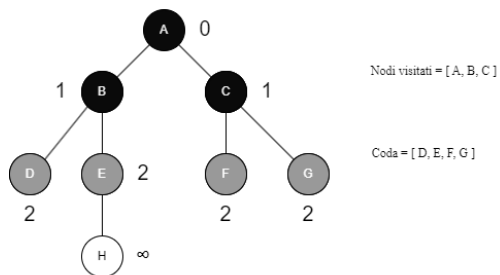 A 0
1 B C 1
Nodi visitati = [ A, B, C ]
Coda = [ D, E, F, G ]
D E 2 F G
2 2 2
H ∞